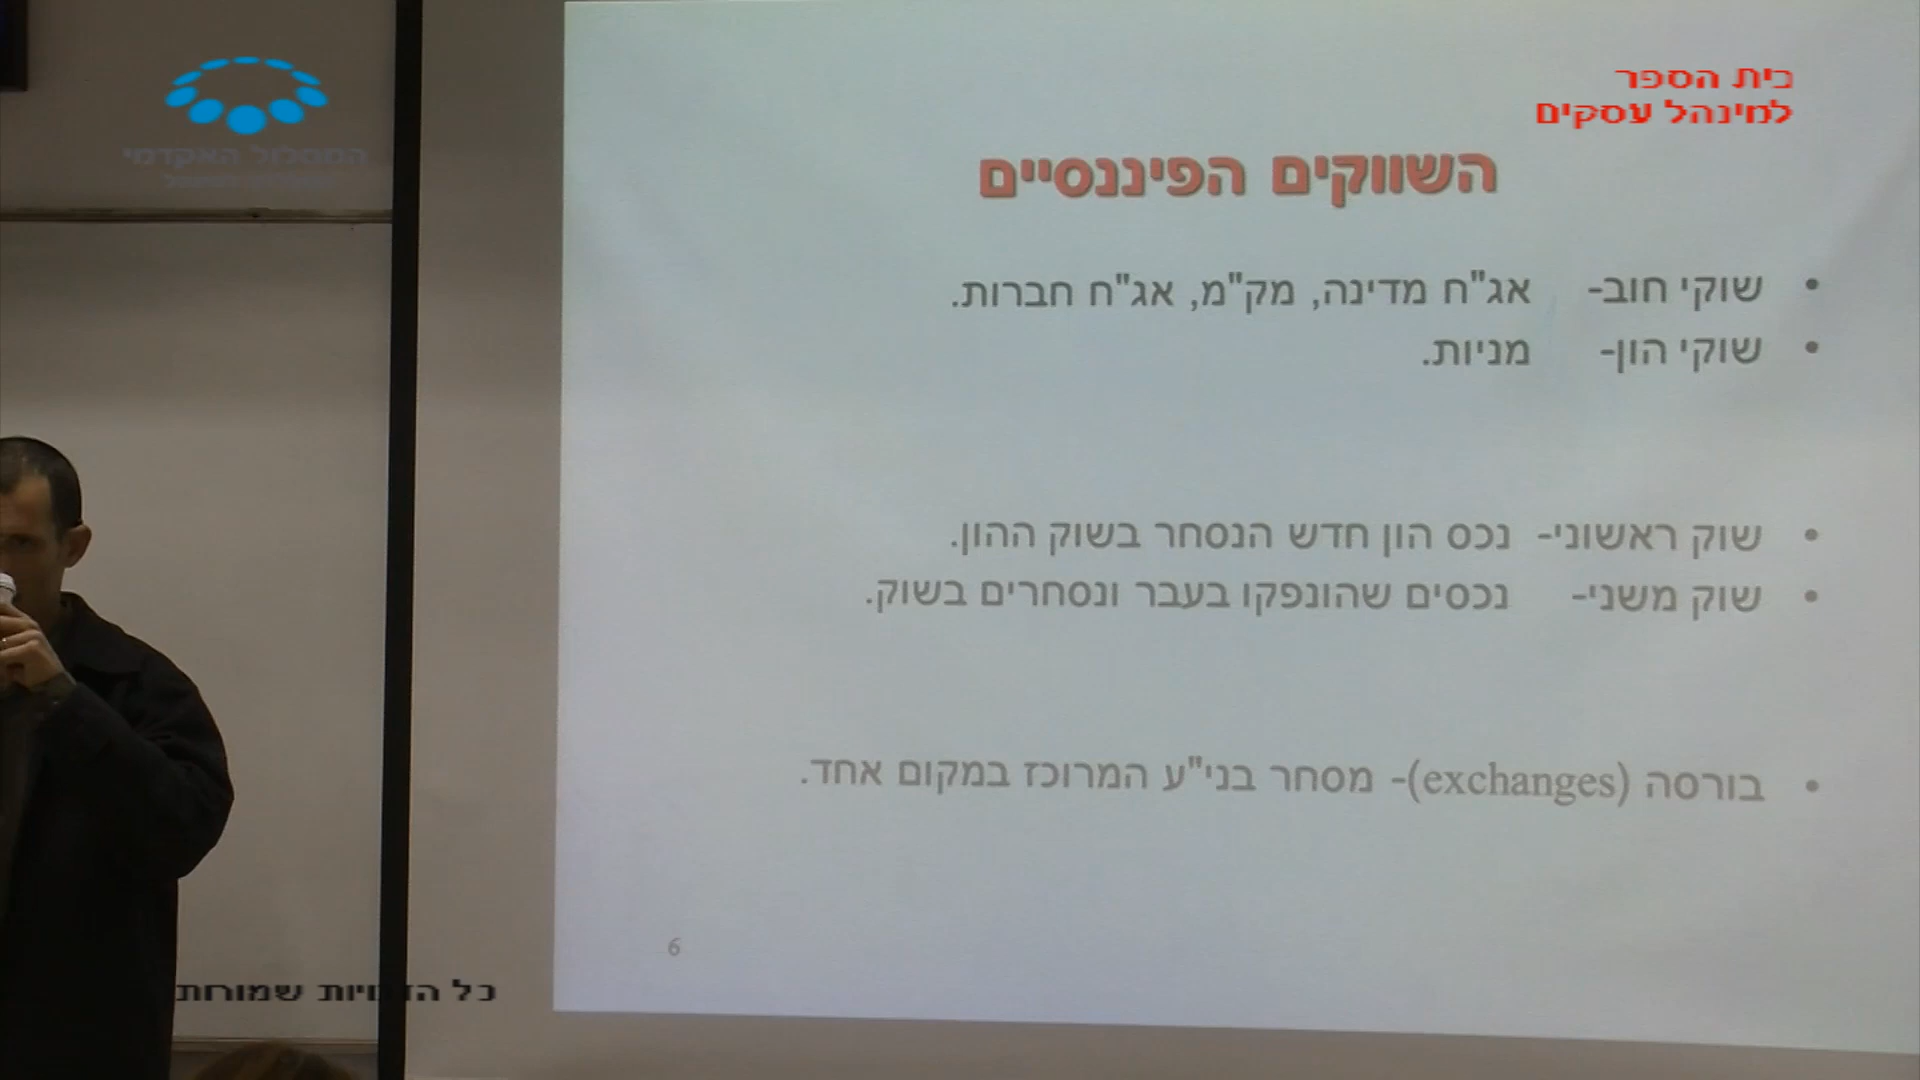 בית הספר
למינהל עסקים
המסלול האקדמי
השווקים הפיננסיים
• שוקי חוב- אג"ח מדינה, מק"מ, אג"ח חברות.
• שוקי הון- מניות.
• שוק ראשוני- נכס הון חדש הנסחר בשוק ההון.
• שוק משני- נכסים שהונפקו בעבר ונסחרים בשוק.
• בורסה (exchanges)- מסחר בני"ע המרוכז במקום אחד.
6
כל הזכויות שמורות